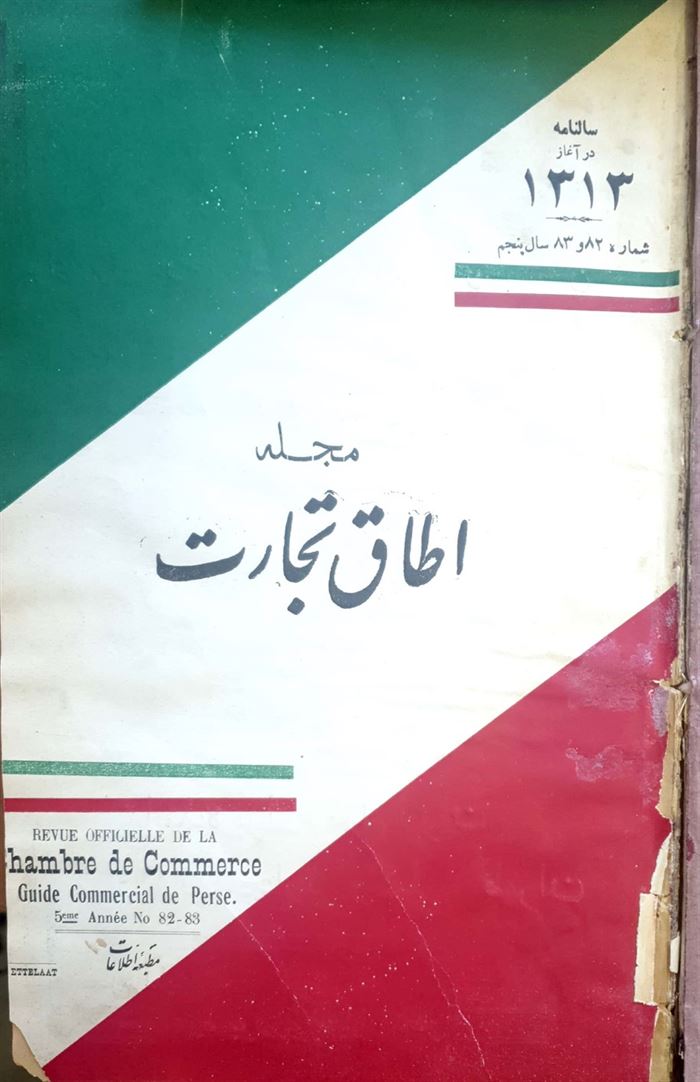 سالنامه
در آغاز
۱۳۱۳
شماره ۸۲ و ۸۳ سال پنجم
مجله
اطاق تجارت
REVUE OFFICIELLE DE LA
hambre de Commerce
Guide Commercial de Perse.
5eme Année No 82-83
مطبعه اطلاعات
ETTELAAT